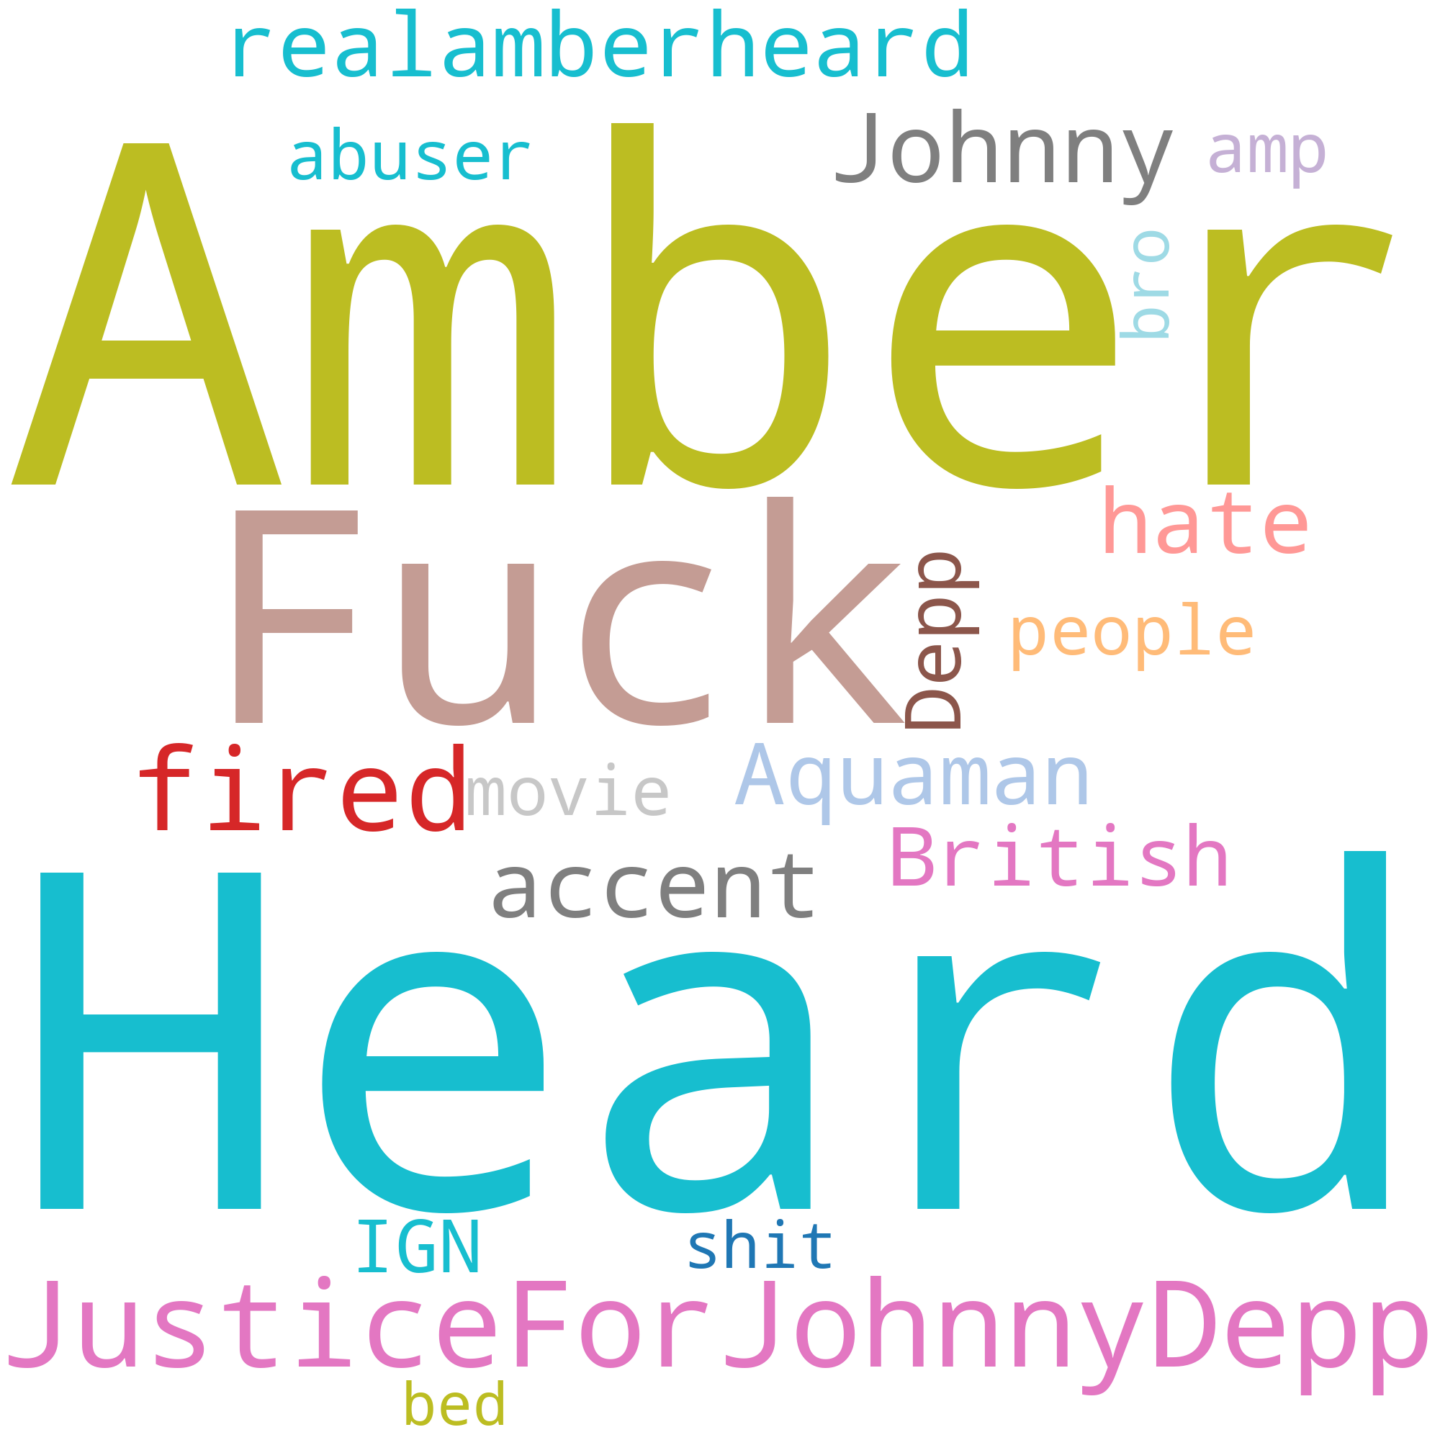 realamberheard
abuser
Johnny
amp
Amber
bro
Fuck
hate
Depp
people
fired
movie
Aquaman
British
accent
Heard
IGN
shit
JusticeForJohnnyDepp
bed